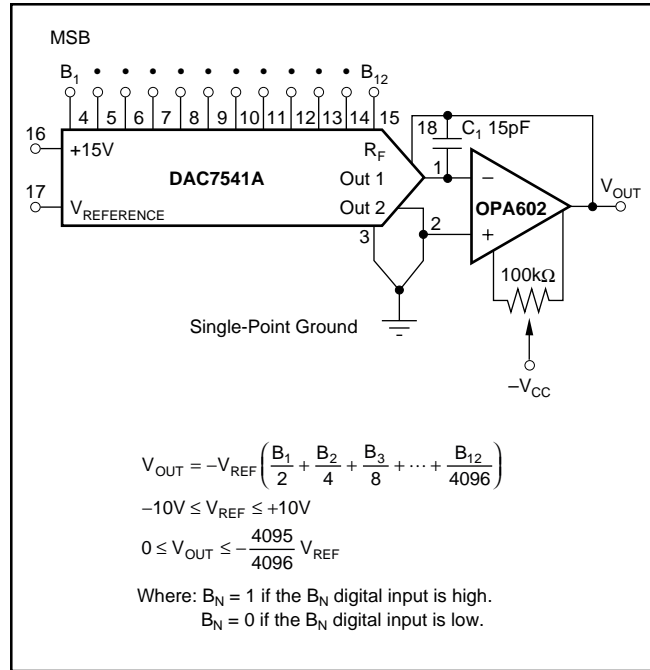 MSB
B1 • • • • • • • • • • B12
4 5 6 7 8 9 10 11 12 13 14 15
16
+15V
RF
18 C1 15pF
DAC7541A
Out 1
1
−
17
VREFERENCE
Out 2
2
+
OPA602
VOUT
3
100kΩ
Single-Point Ground
−VCC
VOUT = −VREF (B1/2 + B2/4 + B3/8 + ⋯ + B12/4096)
−10V ≤ VREF ≤ +10V
0 ≤ VOUT ≤ −4095/4096 VREF
Where: BN = 1 if the BN digital input is high.
BN = 0 if the BN digital input is low.